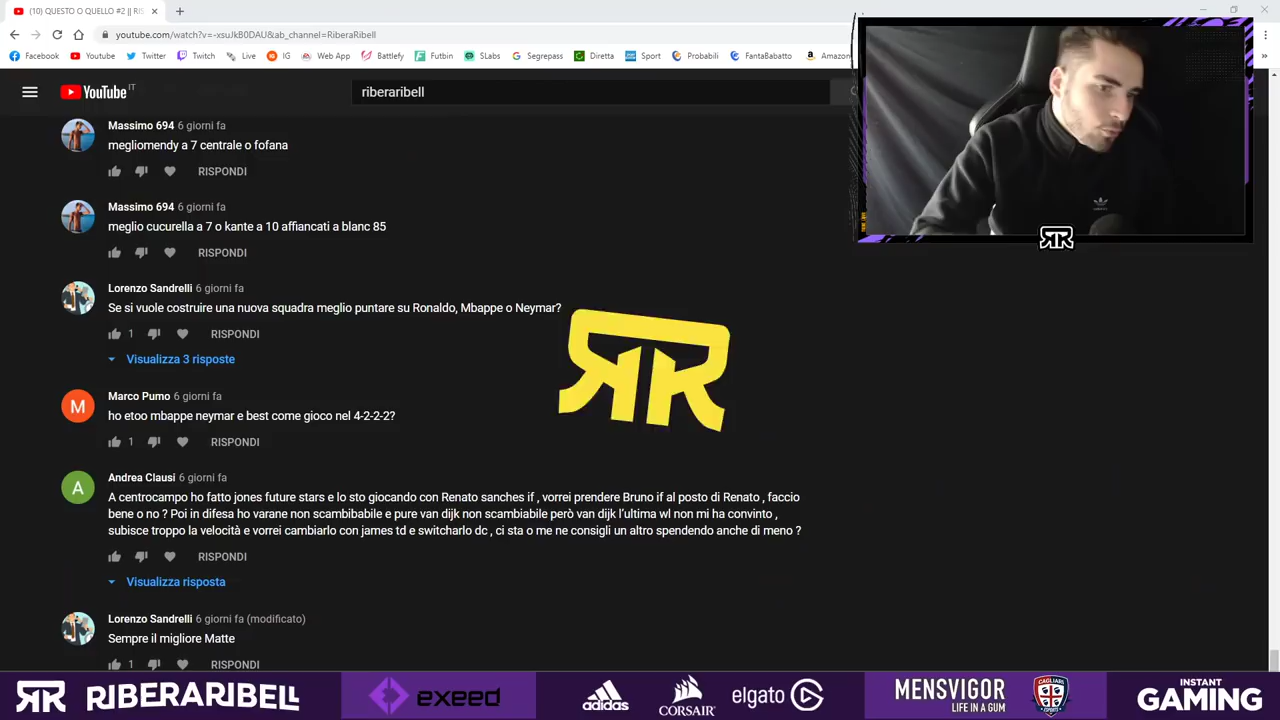 (10) QUESTO O QUELLO #2 || RIS
youtube.com/watch?v=-xsuJkB0DAU&ab_channel=RiberaRibell
Facebook Youtube Twitter Twitch Live IG Web App Battlefy Futbin SLabs Segrepass Diretta Sport Probabili FantaBabatto Amazon
YouTube IT
riberaribell
Massimo 694 6 giorni fa
megliomendy a 7 centrale o fofana
RISPONDI
Massimo 694 6 giorni fa
meglio cucurella a 7 o kante a 10 affiancati a blanc 85
RISPONDI
Lorenzo Sandrelli 6 giorni fa
Se si vuole costruire una nuova squadra meglio puntare su Ronaldo, Mbappe o Neymar?
1 RISPONDI
Visualizza 3 risposte
M
Marco Pumo 6 giorni fa
ho etoo mbappe neymar e best come gioco nel 4-2-2-2?
1 RISPONDI
A
Andrea Clausi 6 giorni fa
A centrocampo ho fatto jones future stars e lo sto giocando con Renato sanches if , vorrei prendere Bruno if al posto di Renato , faccio
bene o no ? Poi in difesa ho varane non scambibabile e pure van dijk non scambiabile però van dijk l'ultima wl non mi ha convinto ,
subisce troppo la velocità e vorrei cambiarlo con james td e switcharlo dc , ci sta o me ne consigli un altro spendendo anche di meno ?
RISPONDI
Visualizza risposta
Lorenzo Sandrelli 6 giorni fa (modificato)
Sempre il migliore Matte
1 RISPONDI
RIBERARIBELL
exeed
adidas
CORSAIR
elgato
MENSVIGOR
LIFE IN A GUM
CAGLIARI
INSTANT
GAMING